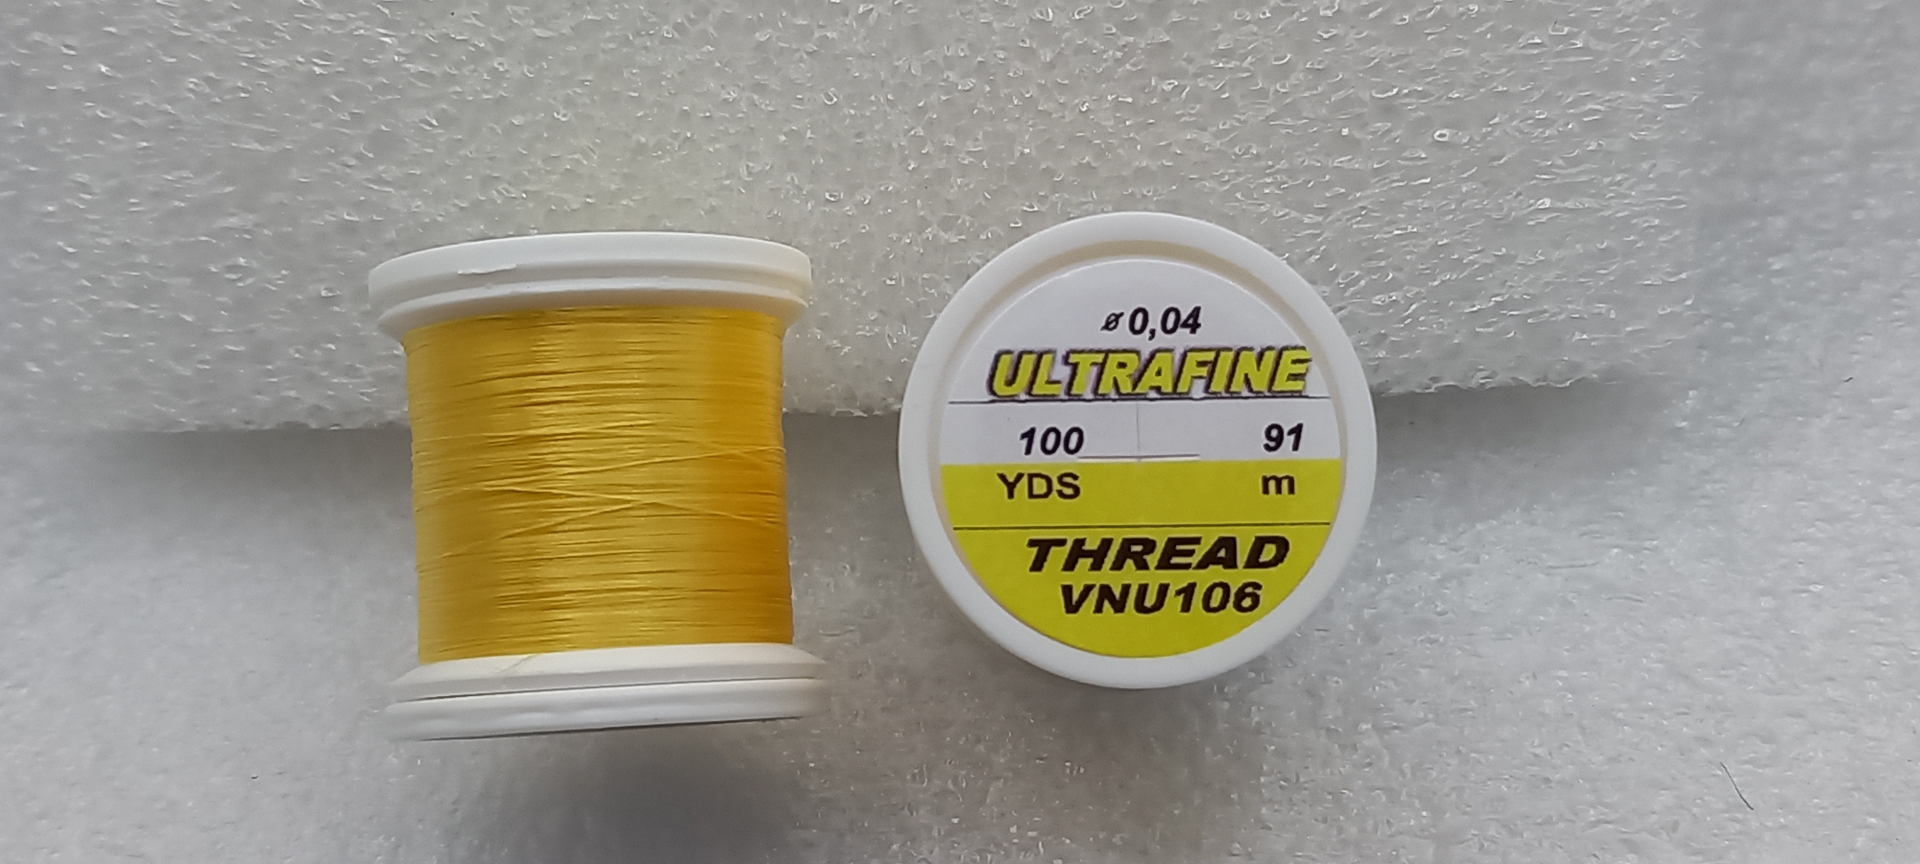 ø 0,04
ULTRAFINE
100 91
YDS m
THREAD
VNU106